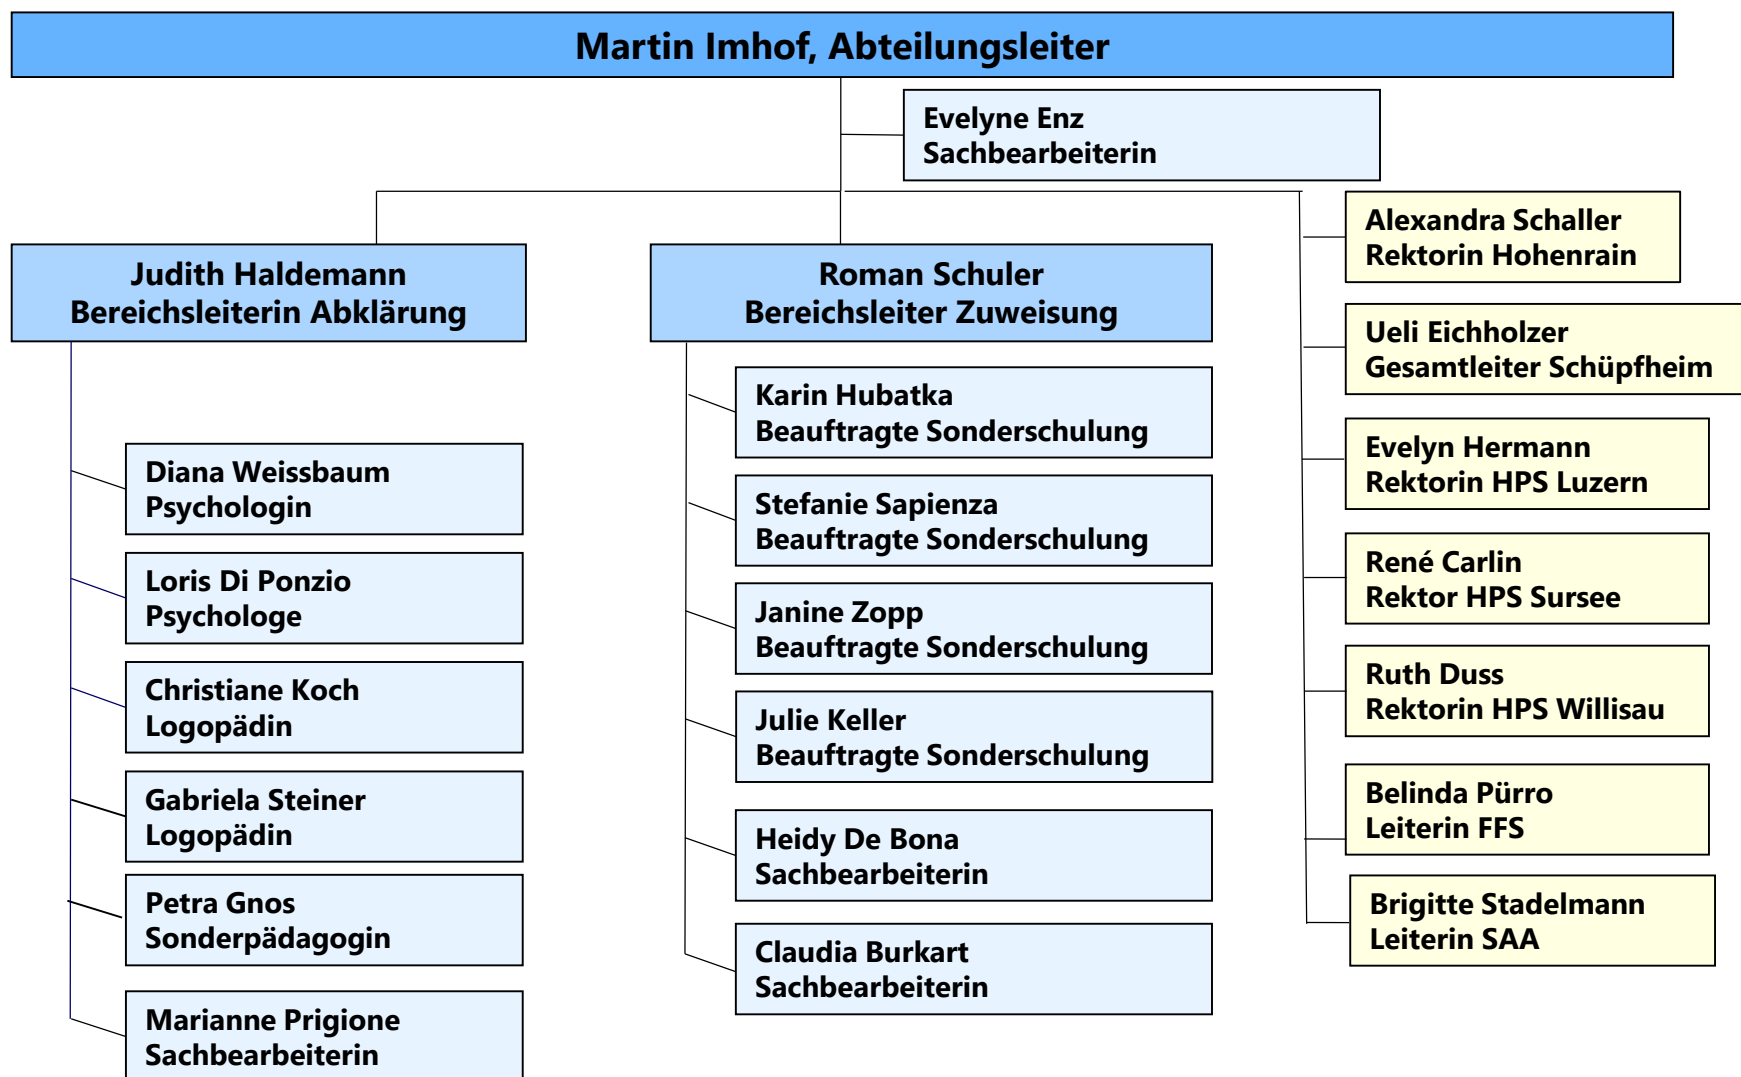 Martin Imhof, Abteilungsleiter
Evelyne Enz
Sachbearbeiterin
Judith Haldemann
Bereichsleiterin Abklärung
Diana Weissbaum
Psychologin
Loris Di Ponzio
Psychologe
Christiane Koch
Logopädin
Gabriela Steiner
Logopädin
Petra Gnos
Sonderpädagogin
Marianne Prigione
Sachbearbeiterin
Roman Schuler
Bereichsleiter Zuweisung
Karin Hubatka
Beauftragte Sonderschulung
Stefanie Sapienza
Beauftragte Sonderschulung
Janine Zopp
Beauftragte Sonderschulung
Julie Keller
Beauftragte Sonderschulung
Heidy De Bona
Sachbearbeiterin
Claudia Burkart
Sachbearbeiterin
Alexandra Schaller
Rektorin Hohenrain
Ueli Eichholzer
Gesamtleiter Schüpfheim
Evelyn Hermann
Rektorin HPS Luzern
René Carlin
Rektor HPS Sursee
Ruth Duss
Rektorin HPS Willisau
Belinda Pürro
Leiterin FFS
Brigitte Stadelmann
Leiterin SAA